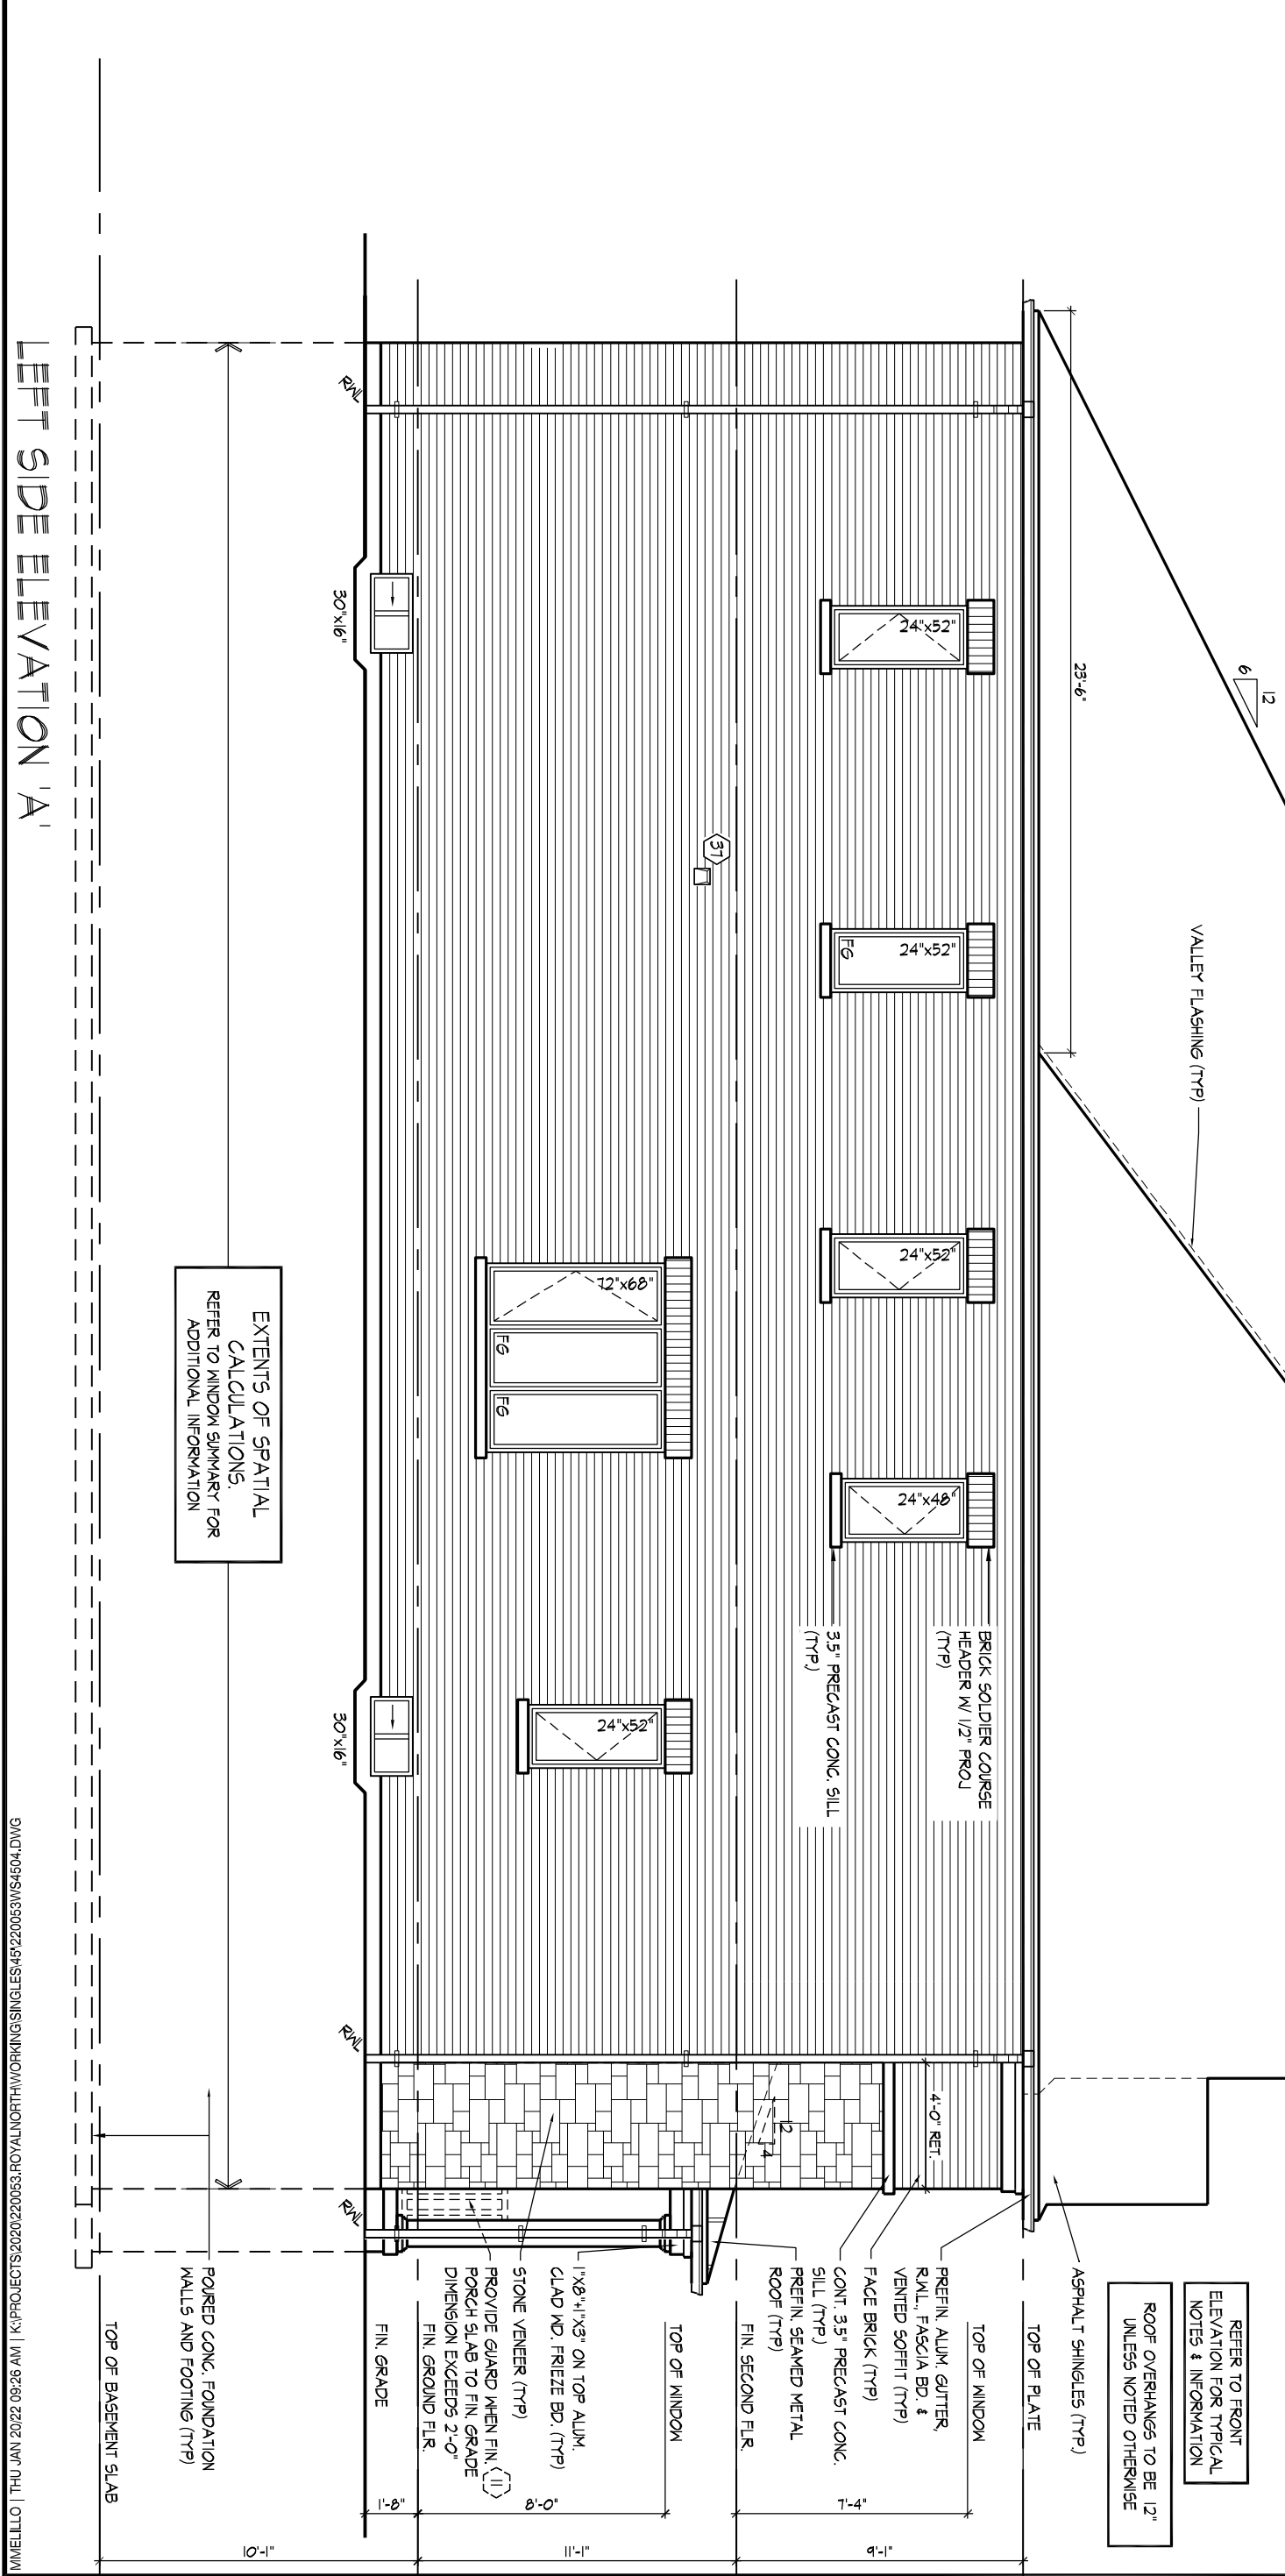 REFER TO FRONT
ELEVATION FOR TYPICAL
NOTES & INFORMATION
ROOF OVERHANGS TO BE 12"
UNLESS NOTED OTHERWISE
12
6
23'-6"
VALLEY FLASHING (TYP)
ASPHALT SHINGLES (TYP.)
TOP OF PLATE
TOP OF WINDOW
PREFIN. ALUM. GUTTER,
R.W.L., FASCIA BD. &
VENTED SOFFIT (TYP)
FACE BRICK (TYP)
CONT. 3.5" PRECAST CONC.
SILL (TYP.)
PREFIN. SEAMED METAL
ROOF (TYP)
FIN. SECOND FLR.
TOP OF WINDOW
1"X8"+1"X3" ON TOP ALUM.
CLAD WD. FRIEZE BD. (TYP)
STONE VENEER (TYP)
PROVIDE GUARD WHEN FIN.
PORCH SLAB TO FIN. GRADE
DIMENSION EXCEEDS 2'-0"
11
FIN. GROUND FLR.
FIN. GRADE
POURED CONC. FOUNDATION
WALLS AND FOOTING (TYP)
TOP OF BASEMENT SLAB
9'-1"
7'-4"
11'-1"
8'-0"
1'-8"
10'-1"
24"x52"
24"x52"
FG
24"x52"
24"x48"
BRICK SOLDIER COURSE
HEADER W/ 1/2" PROJ
(TYP)
3.5" PRECAST CONC. SILL
(TYP.)
4'-0" RET.
12
4
37
72"x68"
FG
FG
24"x52"
RWL
30"x16"
30"x16"
RWL
RWL
EXTENTS OF SPATIAL
CALCULATIONS.
REFER TO WINDOW SUMMARY FOR
ADDITIONAL INFORMATION
LEFT SIDE ELEVATION 'A'
MMELILLO | THU JAN 20/22 09:26 AM | K:\PROJECTS\2020\220053.ROYALNORTH\WORKING\SINGLES\45'\220053WS4504.DWG